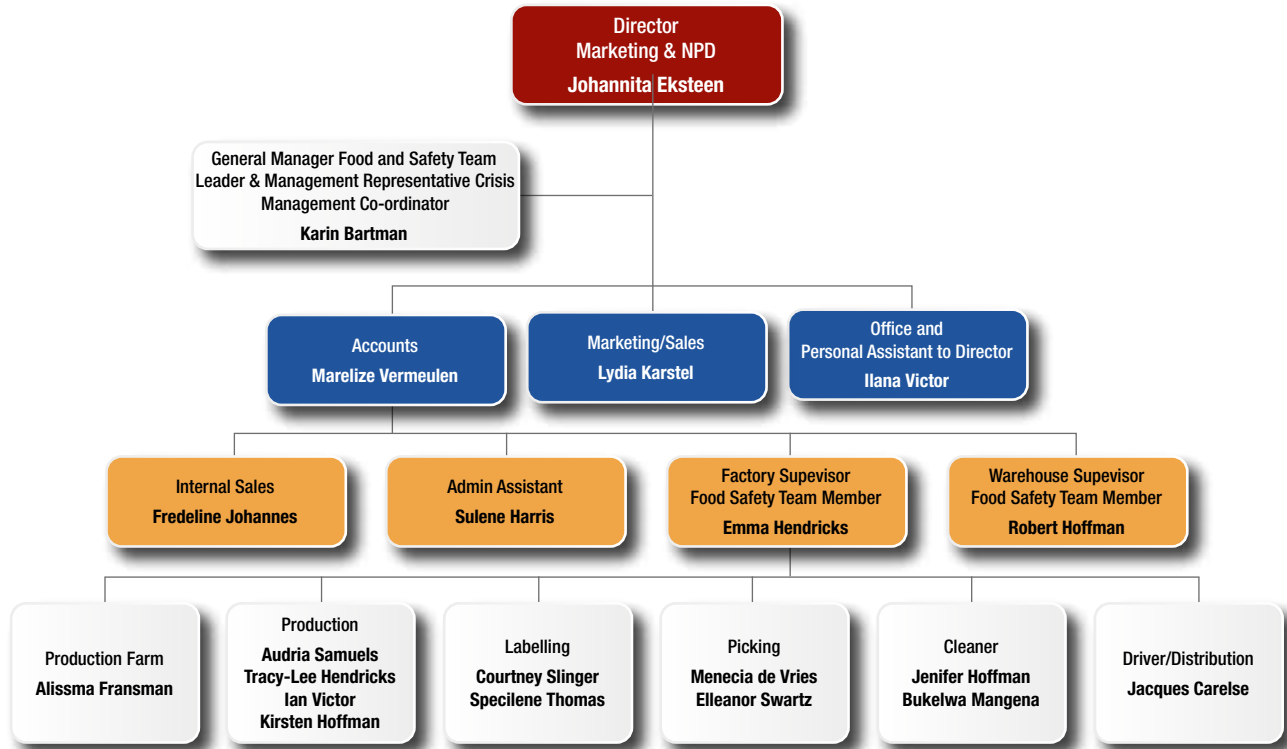 Director
Marketing & NPD
Johannita Eksteen
General Manager Food and Safety Team
Leader & Management Representative Crisis
Management Co-ordinator
Karin Bartman
Accounts
Marelize Vermeulen
Marketing/Sales
Lydia Karstel
Office and
Personal Assistant to Director
Ilana Victor
Internal Sales
Fredeline Johannes
Admin Assistant
Sulene Harris
Factory Supevisor
Food Safety Team Member
Emma Hendricks
Warehouse Supevisor
Food Safety Team Member
Robert Hoffman
Production Farm
Alissma Fransman
Production
Audria Samuels
Tracy-Lee Hendricks
Ian Victor
Kirsten Hoffman
Labelling
Courtney Slinger
Specilene Thomas
Picking
Menecia de Vries
Elleanor Swartz
Cleaner
Jenifer Hoffman
Bukelwa Mangena
Driver/Distribution
Jacques Carelse